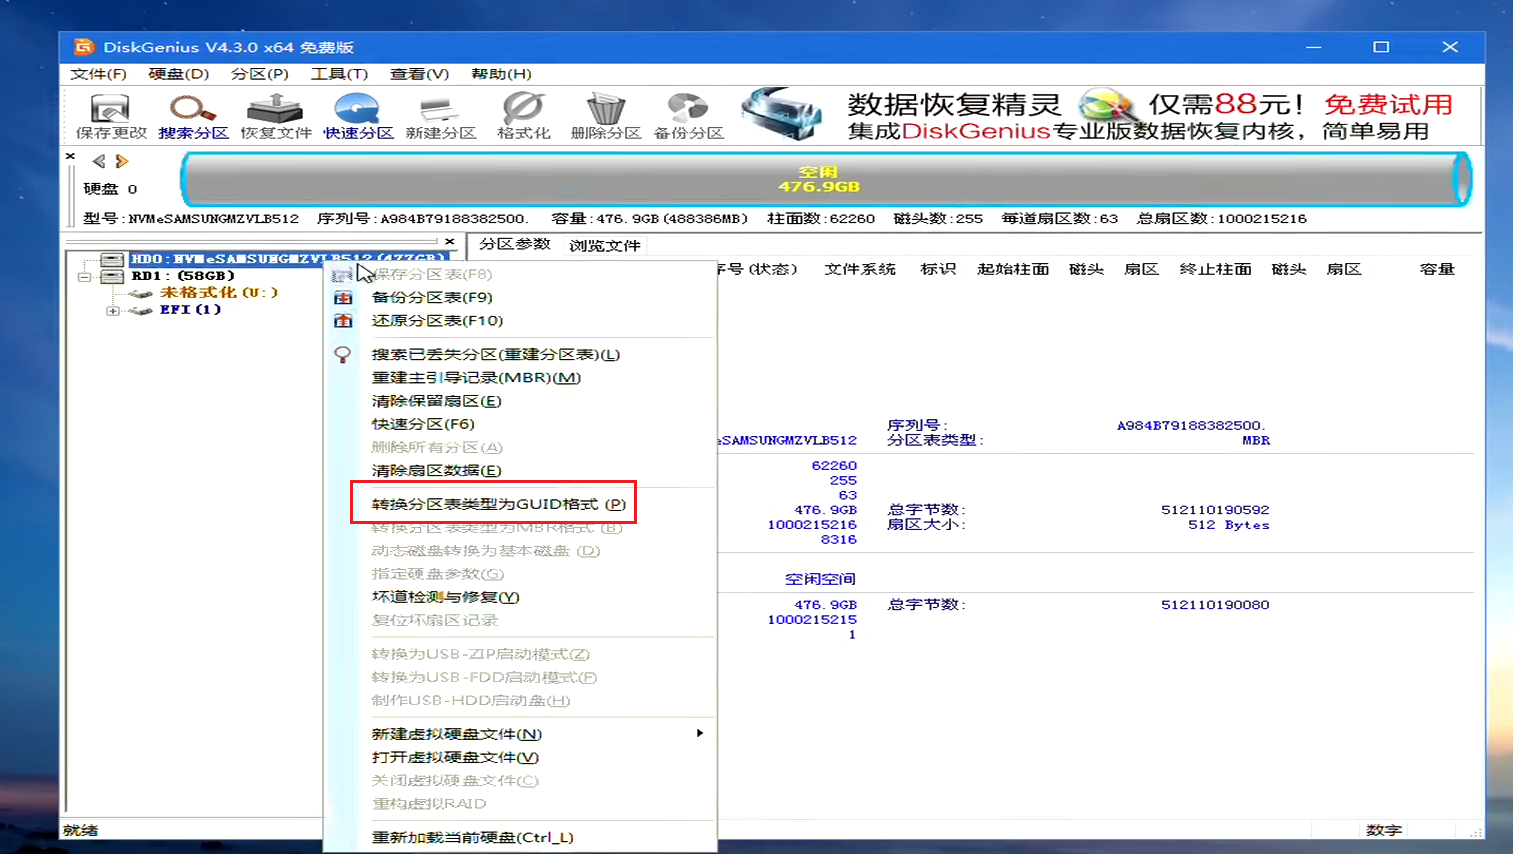 DiskGenius V4.3.0 x64 免费版
文件(F) 硬盘(D) 分区(P) 工具(T) 查看(V) 帮助(H)
保存更改 搜索分区 恢复文件 快速分区 新建分区 格式化 删除分区 备份分区
数据恢复精灵 仅需88元! 免费试用
集成DiskGenius专业版数据恢复内核，简单易用
硬盘 0
空闲
476.9GB
型号:NVMeSAMSUNGMZVLB512 序列号:A984B79188382500. 容量:476.9GB(488386MB) 柱面数:62260 磁头数:255 每道扇区数:63 总扇区数:1000215216
HD0:NVMeSAMSUNGMZVLB512(477GB)
RD1:(58GB)
未格式化(U:)
EFI(1)
分区参数 浏览文件
序号(状态) 文件系统 标识 起始柱面 磁头 扇区 终止柱面 磁头 扇区 容量
保存分区表(F8)
备份分区表(F9)
还原分区表(F10)
搜索已丢失分区(重建分区表)(L)
重建主引导记录(MBR)(M)
清除保留扇区(E)
快速分区(F6)
删除所有分区(A)
清除扇区数据(E)
转换分区表类型为GUID格式 (P)
转换分区表类型为MBR格式 (B)
动态磁盘转换为基本磁盘 (D)
指定硬盘参数(G)
坏道检测与修复(Y)
复位坏扇区记录
转换为USB-ZIP启动模式(Z)
转换为USB-FDD启动模式(F)
制作USB-HDD启动盘(H)
新建虚拟硬盘文件(N)
打开虚拟硬盘文件(V)
关闭虚拟硬盘文件(C)
重构虚拟RAID
重新加载当前硬盘(Ctrl_L)
序列号: A984B79188382500.
eSAMSUNGMZVLB512 分区表类型: MBR
62260
255
63
476.9GB 总字节数: 512110190592
1000215216 扇区大小: 512 Bytes
8316
空闲空间
476.9GB 总字节数: 512110190080
1000215215
1
就绪 数字